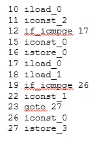 10 iload_0
11 iconst_2
12 if_icmpge 17
15 iconst_0
16 istore_0
17 iload_0
18 iload_1
19 if_icmpge 26
22 iconst_1
23 goto 27
26 iconst_0
27 istore_3